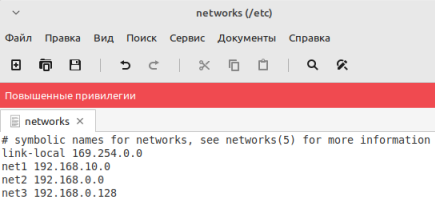 networks (/etc)
Файл Правка Вид Поиск Сервис Документы Справка
Повышенные привилегии
networks
# symbolic names for networks, see networks(5) for more information
link-local 169.254.0.0
net1 192.168.10.0
net2 192.168.0.0
net3 192.168.0.128